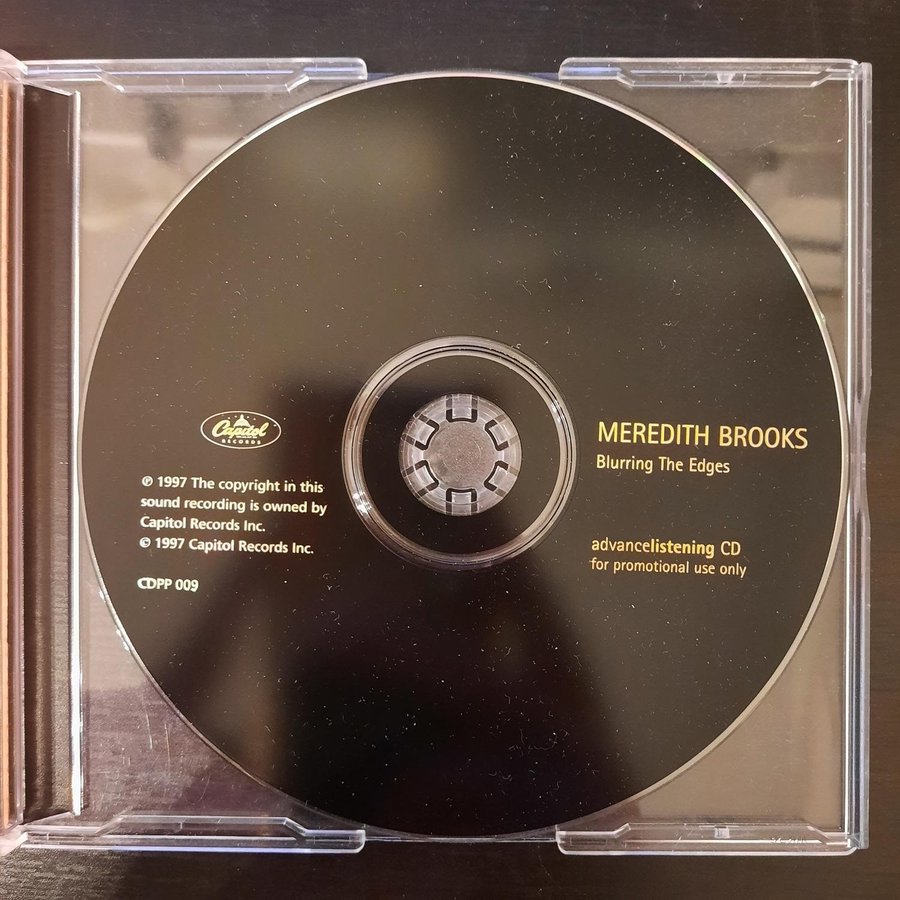 Capitol
RECORDS
℗ 1997 The copyright in this
sound recording is owned by
Capitol Records Inc.
© 1997 Capitol Records Inc.
CDPP 009
MEREDITH BROOKS
Blurring The Edges
advancelistening CD
for promotional use only